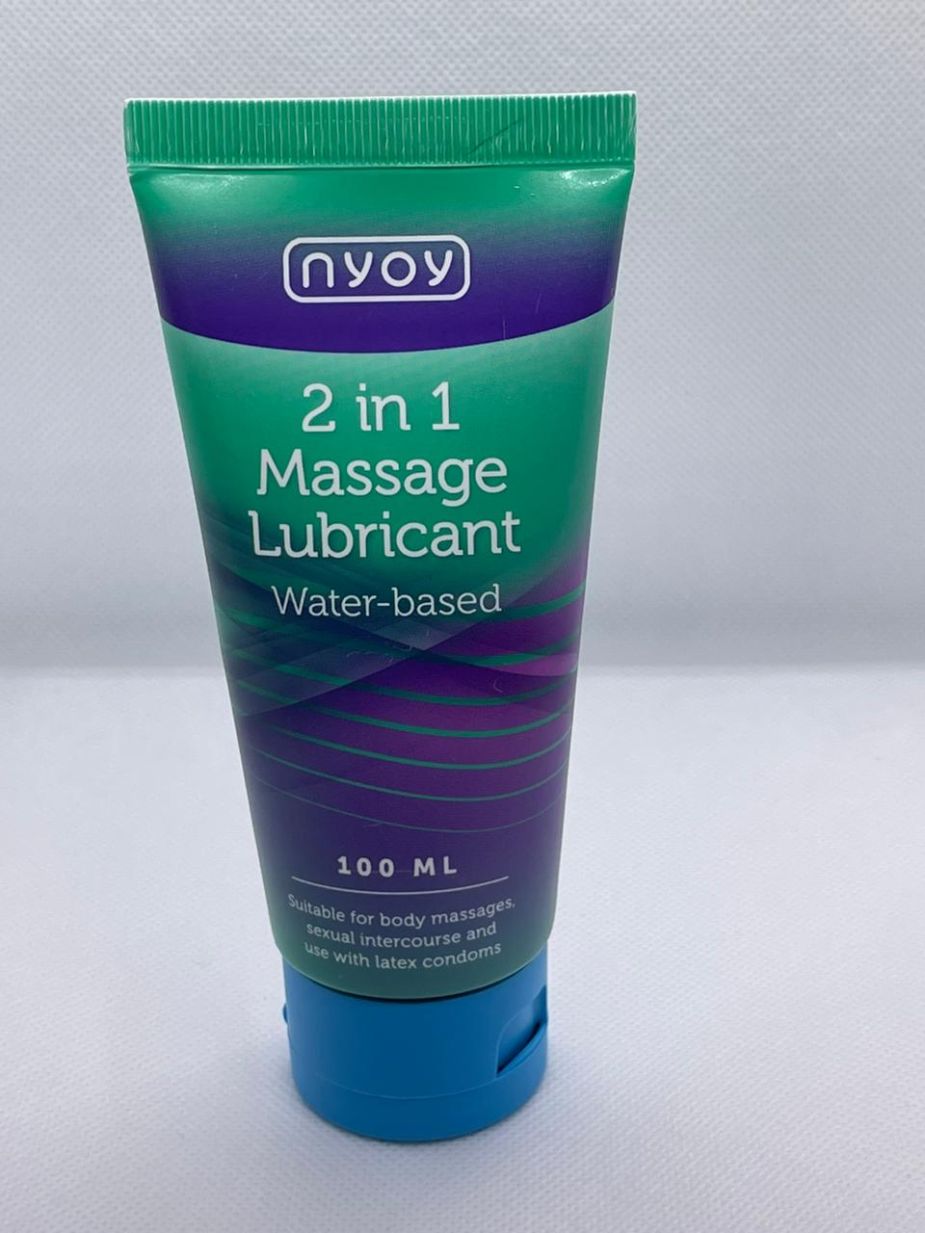 nyoy
2 in 1
Massage
Lubricant
Water-based
100 ML
Suitable for body massages,
sexual intercourse and
use with latex condoms